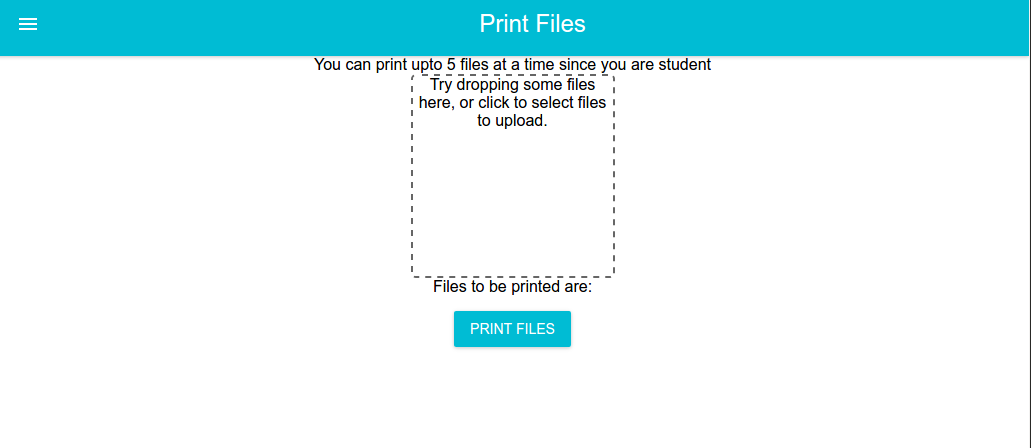 Print Files
You can print upto 5 files at a time since you are student
Try dropping some files
here, or click to select files
to upload.
Files to be printed are:
PRINT FILES